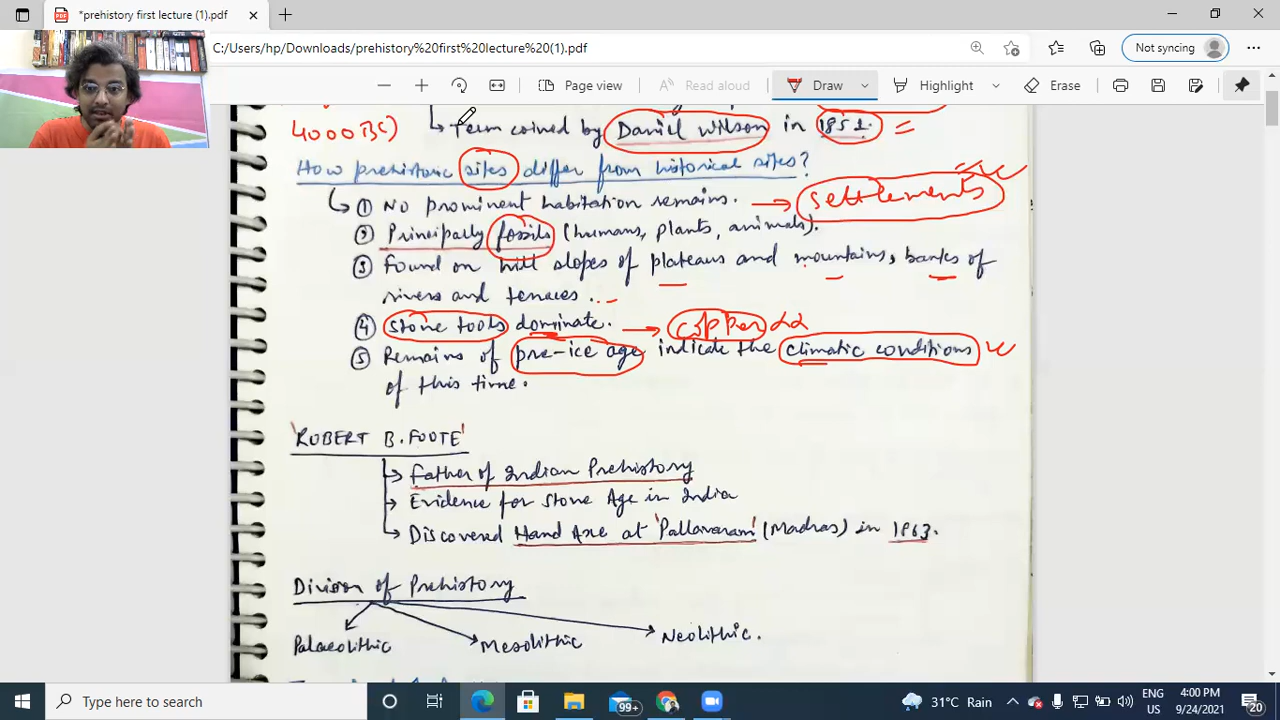 *prehistory first lecture (1).pdf
C:/Users/hp/Downloads/prehistory%20first%20lecture%20(1).pdf
Not syncing
Page view
Read aloud
Draw
Highlight
Erase
4000BC)
term coined by Daniel Wilson in 1851.
How prehistoric sites differ from historical sites?
① No prominent habitation remains. → settlements
② Principally fossils (humans, plants, animals).
③ Found on hill slopes of plateaus and mountains, banks of
rivers and terraces.
④ Stone tools dominate. → copper
⑤ Remains of pre-ice age indicate the climatic conditions
of this time.
'ROBERT B. FOOTE'
→ Father of Indian Prehistory
→ Evidence for Stone Age in India
→ Discovered Hand Axe at 'Pallavaram' (Madras) in 1863.
Division of Prehistory
Palaeolithic
Mesolithic
Neolithic.
Type here to search
99+
31°C Rain
ENG
US
4:00 PM
9/24/2021
20